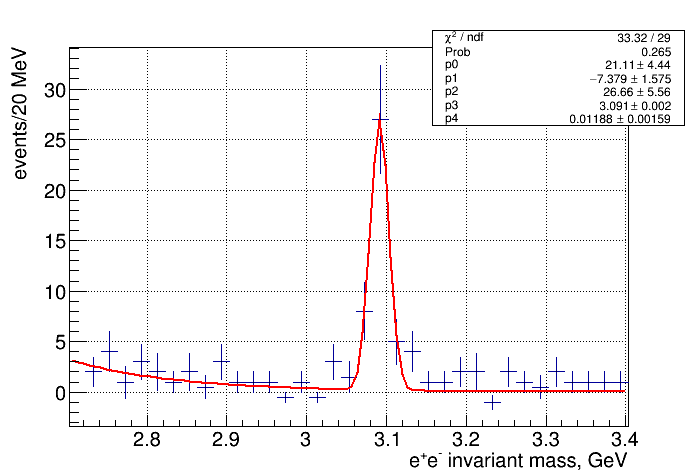 χ² / ndf 33.32 / 29
Prob 0.265
p0 21.11 ± 4.44
p1 −7.379 ± 1.575
p2 26.66 ± 5.56
p3 3.091 ± 0.002
p4 0.01188 ± 0.00159
events/20 MeV
30
25
20
15
10
5
0
2.8 2.9 3 3.1 3.2 3.3 3.4
e⁺e⁻ invariant mass, GeV